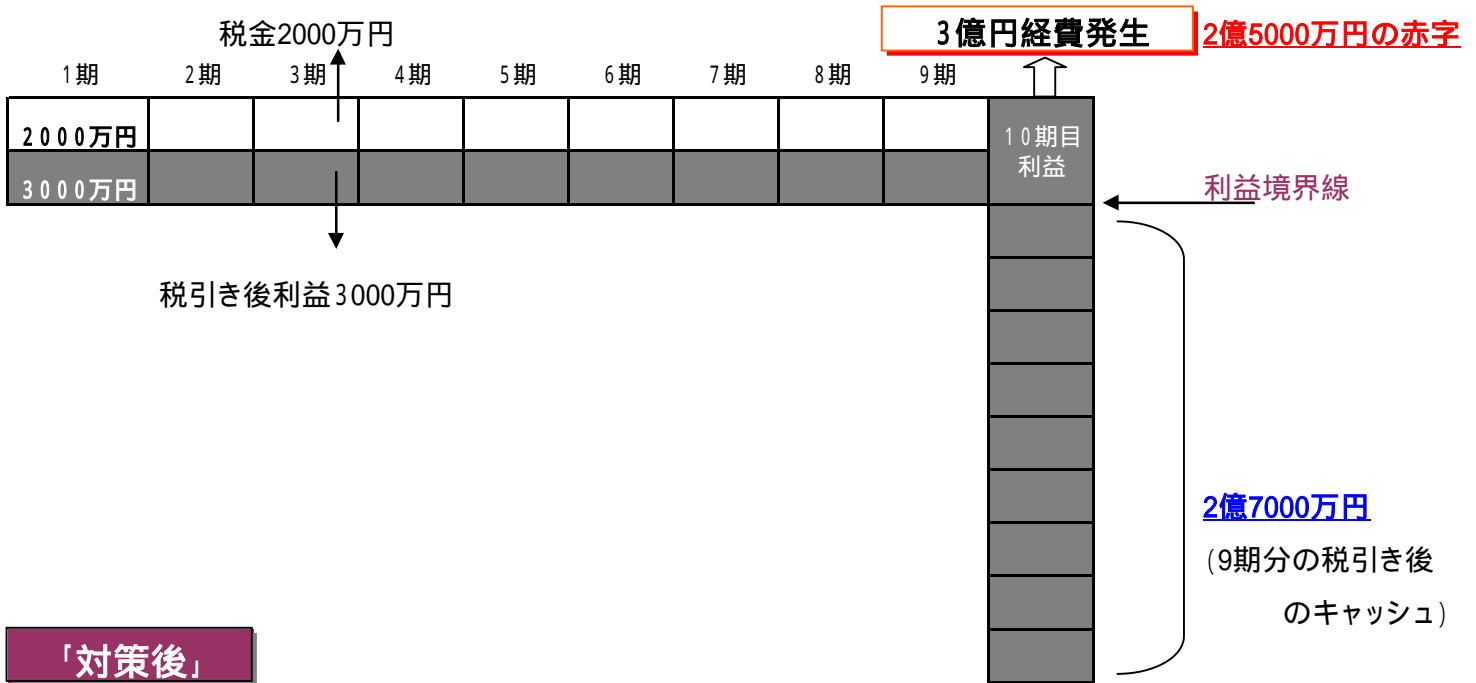 税金2000万円
3億円経費発生
2億5000万円の赤字
1期 2期 3期 4期 5期 6期 7期 8期 9期
2000万円
3000万円
10期目
利益
利益境界線
税引き後利益3000万円
2億7000万円
(9期分の税引き後
のキャッシュ)
「対策後」